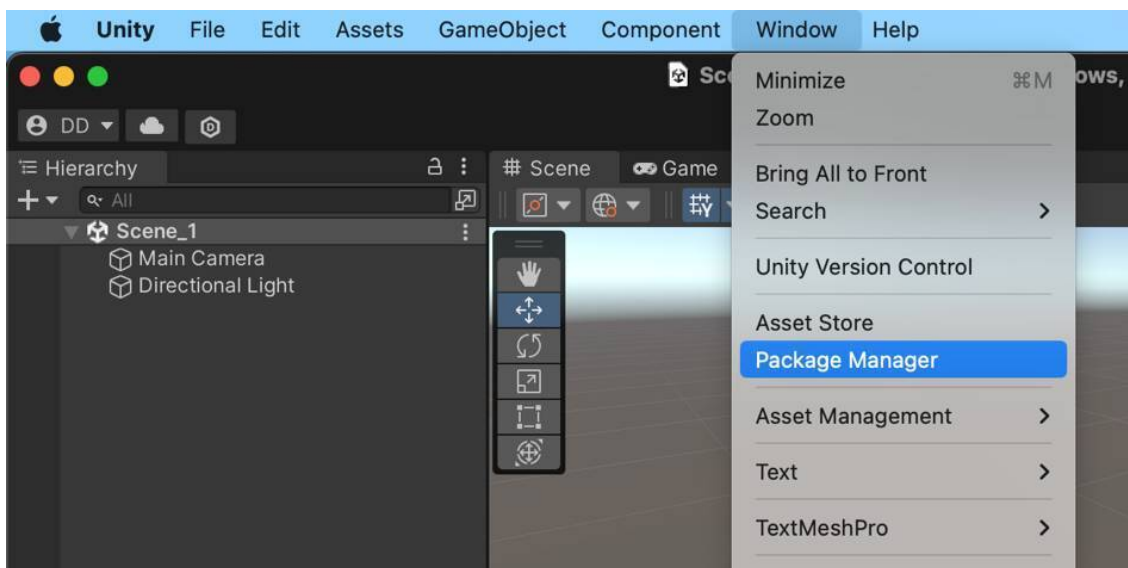 Unity File Edit Assets GameObject Component Window Help
Sc
ows,
Minimize ⌘M
Zoom
DD
Hierarchy
# Scene Game
Bring All to Front
All
Search
Scene_1
Main Camera
Directional Light
Unity Version Control
Asset Store
Package Manager
Asset Management
Text
TextMeshPro